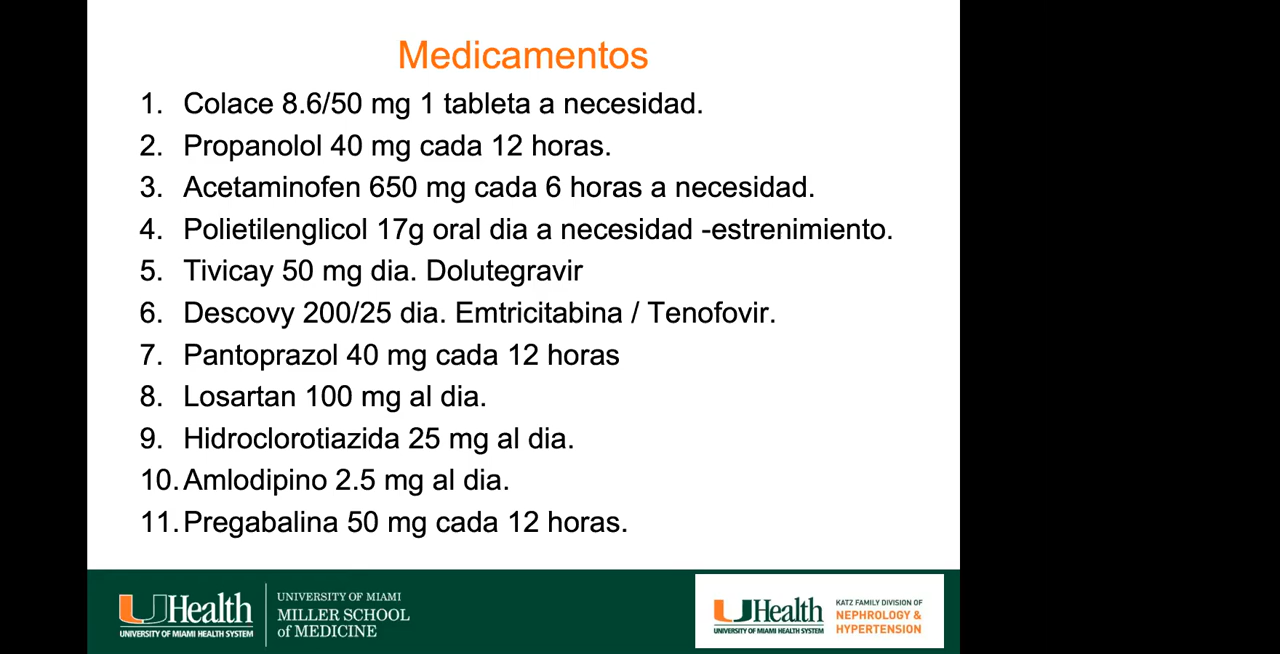 Medicamentos
1. Colace 8.6/50 mg 1 tableta a necesidad.
2. Propanolol 40 mg cada 12 horas.
3. Acetaminofen 650 mg cada 6 horas a necesidad.
4. Polietilenglicol 17g oral dia a necesidad -estrenimiento.
5. Tivicay 50 mg dia. Dolutegravir
6. Descovy 200/25 dia. Emtricitabina / Tenofovir.
7. Pantoprazol 40 mg cada 12 horas
8. Losartan 100 mg al dia.
9. Hidroclorotiazida 25 mg al dia.
10. Amlodipino 2.5 mg al dia.
11. Pregabalina 50 mg cada 12 horas.
UHealth
UNIVERSITY OF MIAMI HEALTH SYSTEM
UNIVERSITY OF MIAMI
MILLER SCHOOL
of MEDICINE
UHealth
UNIVERSITY OF MIAMI HEALTH SYSTEM
KATZ FAMILY DIVISION OF
NEPHROLOGY &
HYPERTENSION